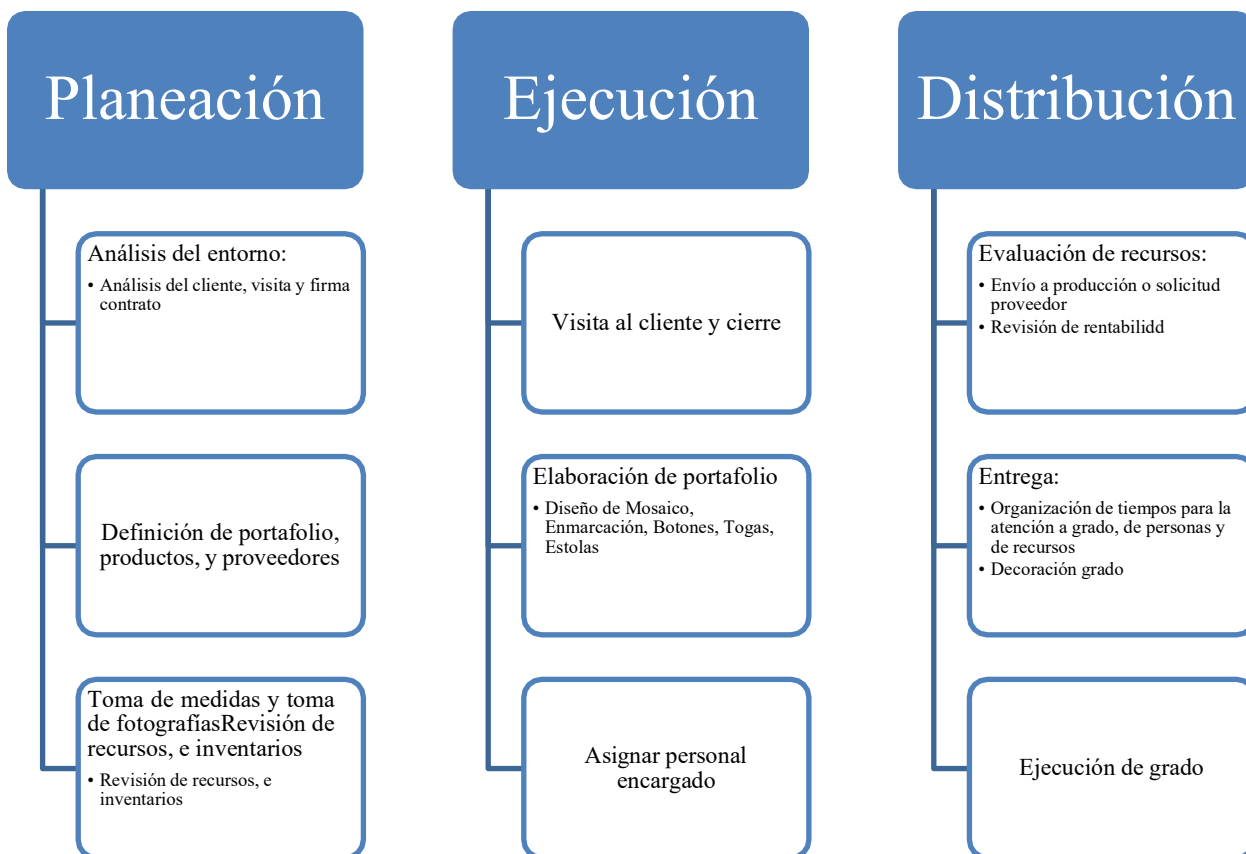 Planeación
Análisis del entorno:
• Análisis del cliente, visita y firma
contrato
Definición de portafolio,
productos, y proveedores
Toma de medidas y toma
de fotografíasRevisión de
recursos, e inventarios
• Revisión de recursos, e
inventarios
Ejecución
Visita al cliente y cierre
Elaboración de portafolio
• Diseño de Mosaico,
Enmarcación, Botones, Togas,
Estolas
Asignar personal
encargado
Distribución
Evaluación de recursos:
• Envío a producción o solicitud
proveedor
• Revisión de rentabilidd
Entrega:
• Organización de tiempos para la
atención a grado, de personas y
de recursos
• Decoración grado
Ejecución de grado